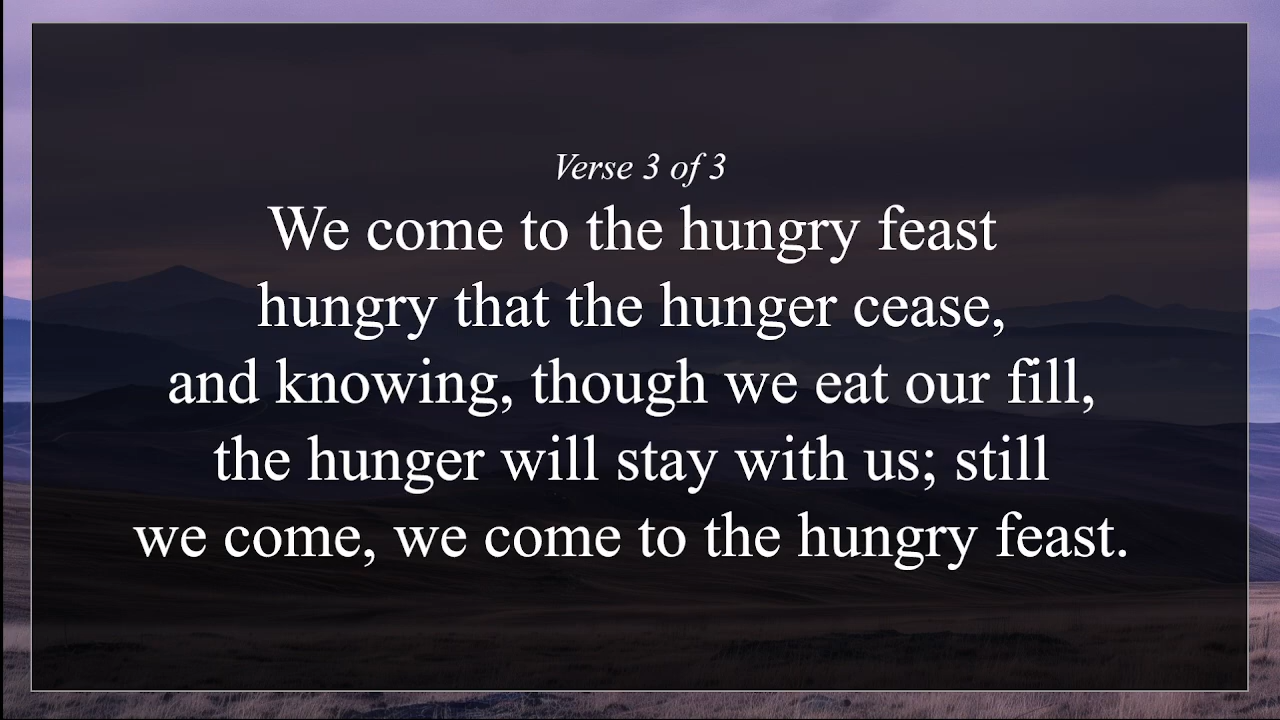 Verse 3 of 3
We come to the hungry feast
hungry that the hunger cease,
and knowing, though we eat our fill,
the hunger will stay with us; still
we come, we come to the hungry feast.